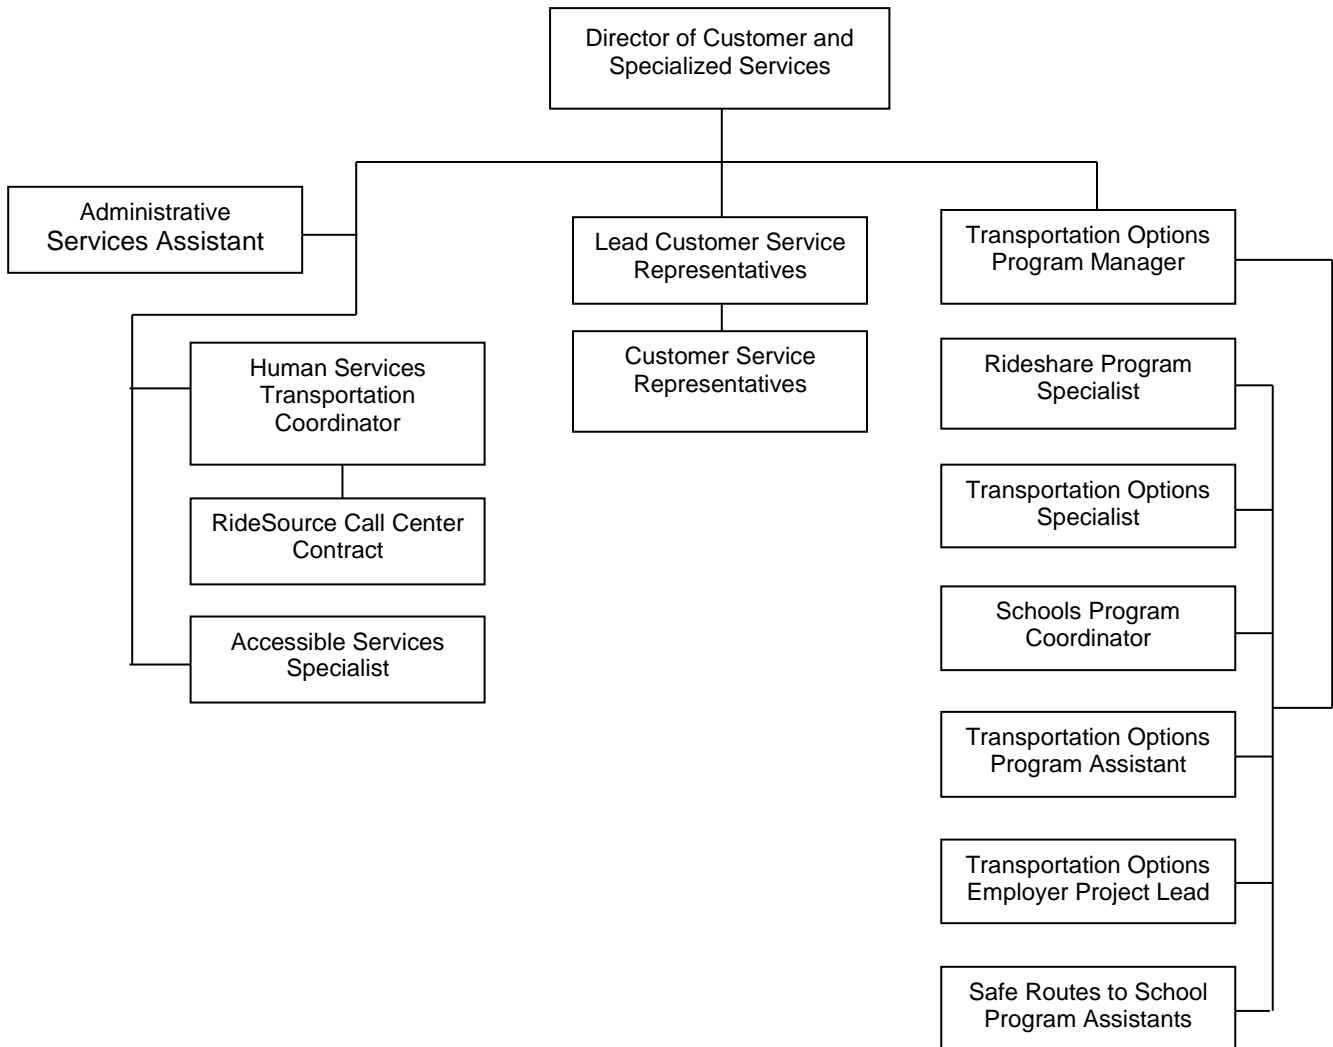 Director of Customer and
Specialized Services
Administrative
Services Assistant
Lead Customer Service
Representatives
Transportation Options
Program Manager
Human Services
Transportation
Coordinator
Customer Service
Representatives
Rideshare Program
Specialist
RideSource Call Center
Contract
Transportation Options
Specialist
Accessible Services
Specialist
Schools Program
Coordinator
Transportation Options
Program Assistant
Transportation Options
Employer Project Lead
Safe Routes to School
Program Assistants